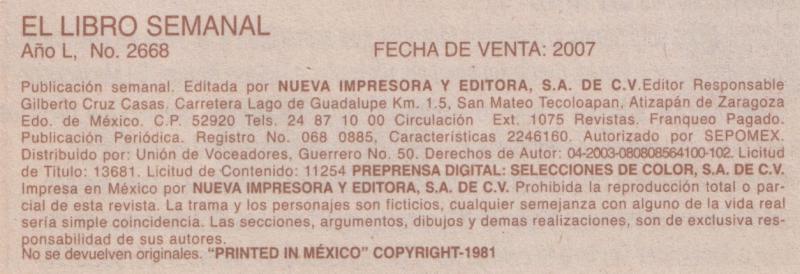 EL LIBRO SEMANAL
Año L, No. 2668 FECHA DE VENTA: 2007
Publicación semanal. Editada por NUEVA IMPRESORA Y EDITORA, S.A. DE C.V.Editor Responsable
Gilberto Cruz Casas. Carretera Lago de Guadalupe Km. 1.5, San Mateo Tecoloapan, Atizapán de Zaragoza
Edo. de México. C.P. 52920 Tels. 24 87 10 00 Circulación Ext. 1075 Revistas. Franqueo Pagado.
Publicación Periódica. Registro No. 068 0885, Características 2246160. Autorizado por SEPOMEX.
Distribuido por: Unión de Voceadores, Guerrero No. 50. Derechos de Autor: 04-2003-080808564100-102. Licitud
de Titulo: 13681. Licitud de Contenido: 11254 PREPRENSA DIGITAL: SELECCIONES DE COLOR, S.A. DE C.V.
Impresa en México por NUEVA IMPRESORA Y EDITORA, S.A. DE C.V. Prohibida la reproducción total o par-
cial de esta revista. La trama y los personajes son ficticios, cualquier semejanza con alguno de la vida real
sería simple coincidencia. Las secciones, argumentos, dibujos y demas realizaciones, son de exclusiva res-
ponsabilidad de sus autores.
No se devuelven originales. “PRINTED IN MÉXICO” COPYRIGHT-1981